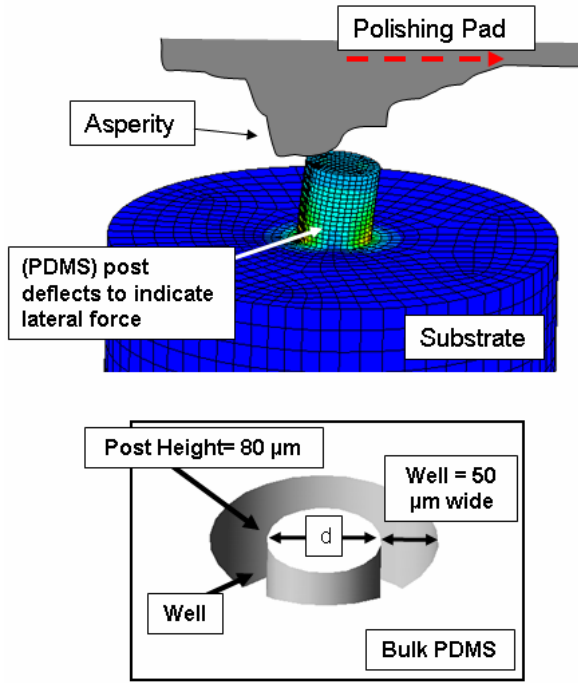 Polishing Pad
Asperity
(PDMS) post
deflects to indicate
lateral force
Substrate
Post Height= 80 µm
Well = 50
µm wide
d
Well
Bulk PDMS